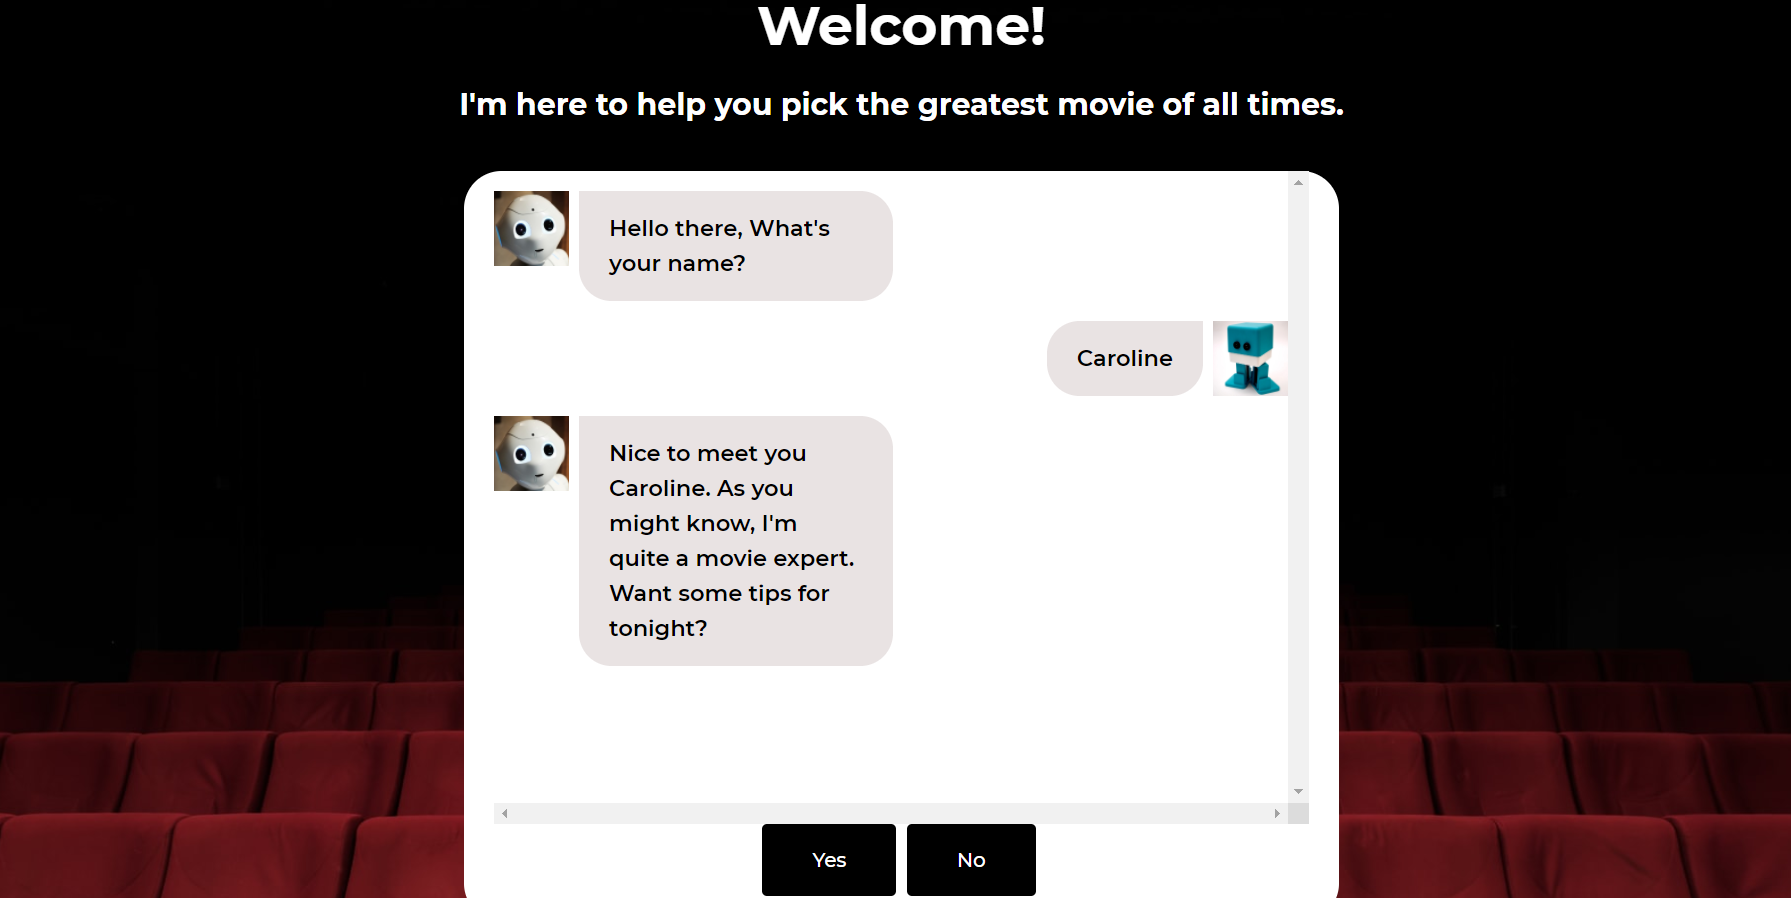 Welcome!
I'm here to help you pick the greatest movie of all times.
Hello there, What's
your name?
Caroline
Nice to meet you
Caroline. As you
might know, I'm
quite a movie expert.
Want some tips for
tonight?
Yes
No